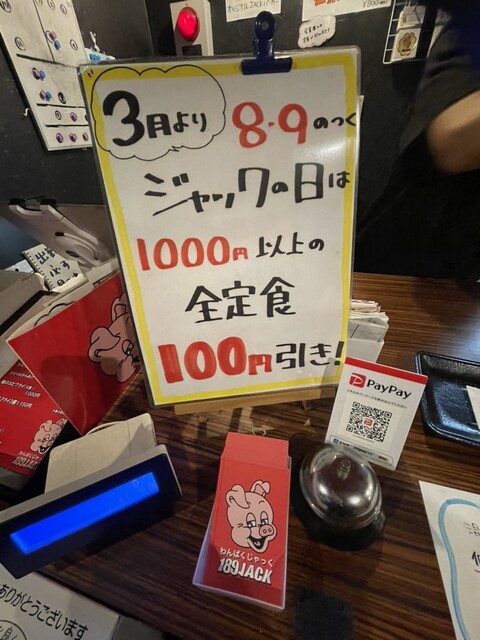 3月より
8・9のつく
ジャックの日は
1000円以上の
全定食
100円引き!
PayPay
わんぱくじゃっく
189JACK
ありがとうございます